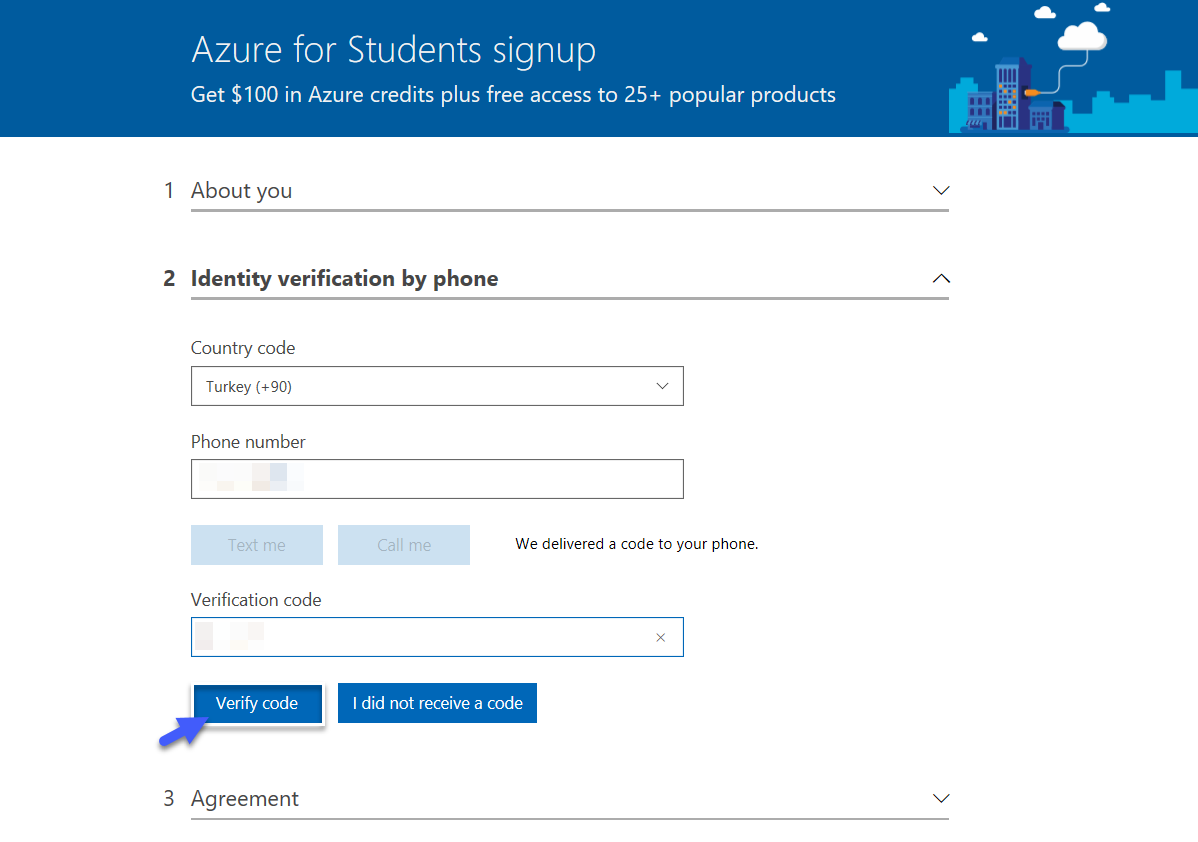 Azure for Students signup
Get $100 in Azure credits plus free access to 25+ popular products
1 About you
2 Identity verification by phone
Country code
Turkey (+90)
Phone number
Text me Call me We delivered a code to your phone.
Verification code
Verify code I did not receive a code
3 Agreement